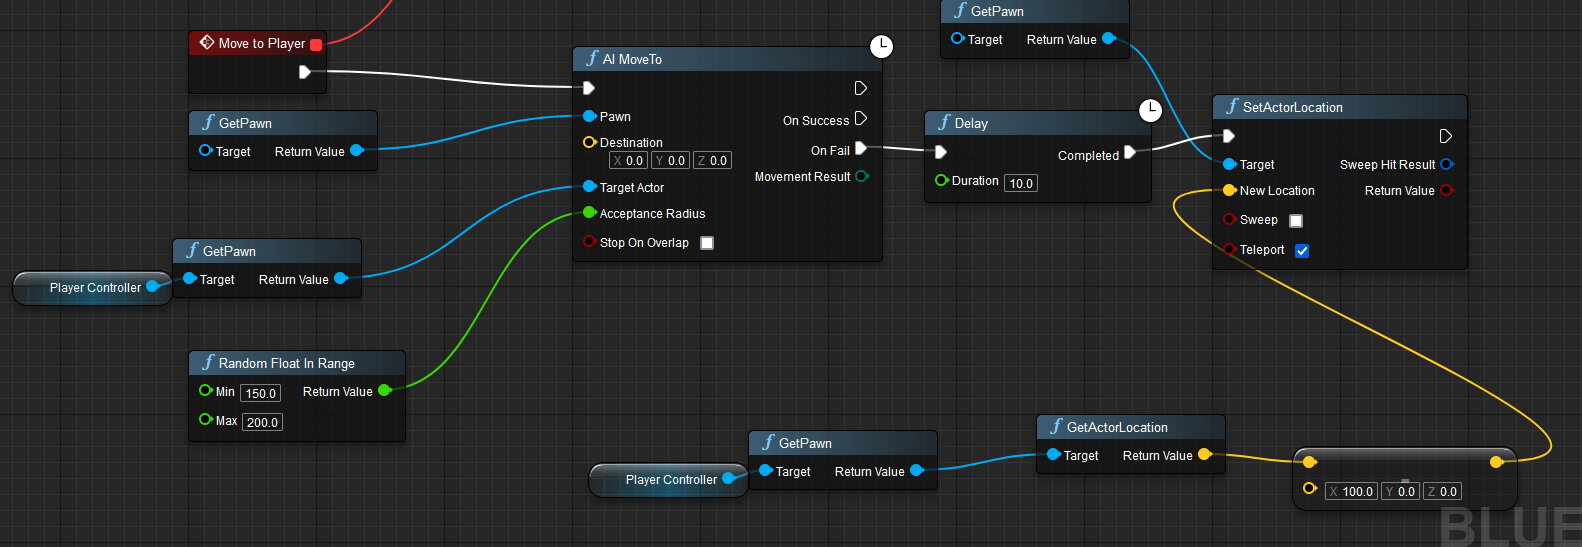 GetPawn
Target Return Value
Move to Player
AI MoveTo
Pawn
On Success
Destination
X 0.0 Y 0.0 Z 0.0
On Fail
Target Actor
Movement Result
Acceptance Radius
Stop On Overlap
GetPawn
Target Return Value
Delay
Completed
Duration 10.0
SetActorLocation
Target Sweep Hit Result
New Location Return Value
Sweep
Teleport
GetPawn
Target Return Value
Player Controller
Random Float In Range
Min 150.0 Return Value
Max 200.0
GetActorLocation
Target Return Value
GetPawn
Target Return Value
Player Controller
X 100.0 Y 0.0 Z 0.0
BLUE